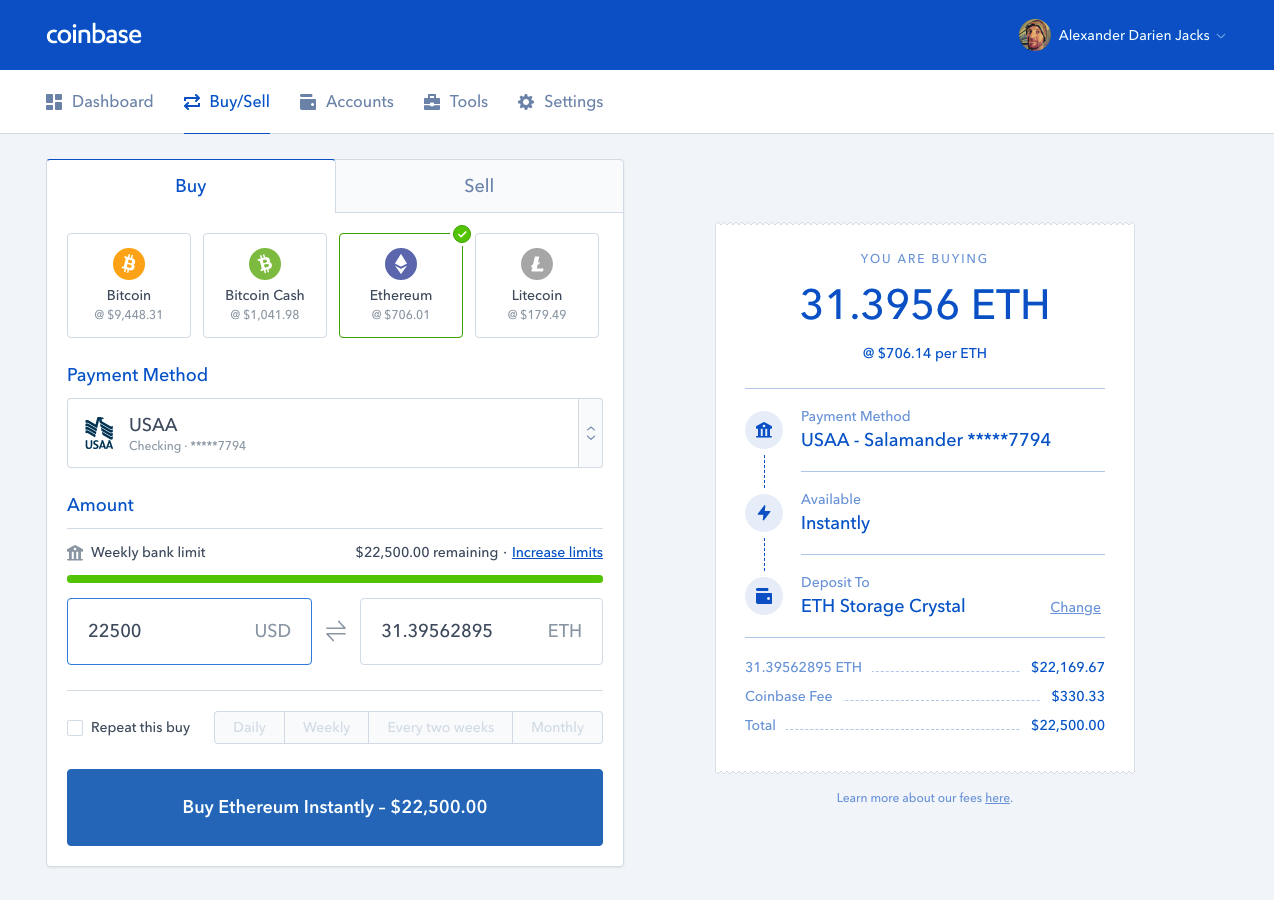 coinbase
Alexander Darien Jacks
Dashboard
Buy/Sell
Accounts
Tools
Settings
Buy
Sell
Bitcoin
@ $9,448.31
Bitcoin Cash
@ $1,041.98
Ethereum
@ $706.01
Litecoin
@ $179.49
Payment Method
USAA
USAA
Checking · *****7794
Amount
Weekly bank limit
$22,500.00 remaining · Increase limits
22500 USD
31.39562895 ETH
Repeat this buy
Daily
Weekly
Every two weeks
Monthly
Buy Ethereum Instantly – $22,500.00
YOU ARE BUYING
31.3956 ETH
@ $706.14 per ETH
Payment Method
USAA - Salamander *****7794
Available
Instantly
Deposit To
ETH Storage Crystal
Change
31.39562895 ETH $22,169.67
Coinbase Fee $330.33
Total $22,500.00
Learn more about our fees here.